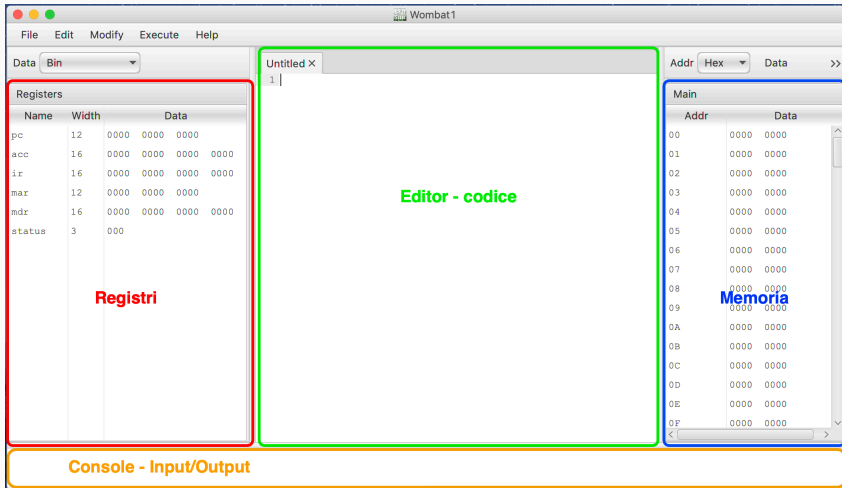 Wombat1
File Edit Modify Execute Help
Data Bin
Untitled ×
Addr Hex Data >>
1
Registers
Name Width Data
pc 12 0000 0000 0000
acc 16 0000 0000 0000 0000
ir 16 0000 0000 0000 0000
mar 12 0000 0000 0000
mdr 16 0000 0000 0000 0000
status 3 000
Registri
Editor - codice
Main
Addr Data
00 0000 0000
01 0000 0000
02 0000 0000
03 0000 0000
04 0000 0000
05 0000 0000
06 0000 0000
07 0000 0000
08 0000 0000
Memoria
09 0000 0000
0A 0000 0000
0B 0000 0000
0C 0000 0000
0D 0000 0000
0E 0000 0000
0F 0000 0000
Console - Input/Output